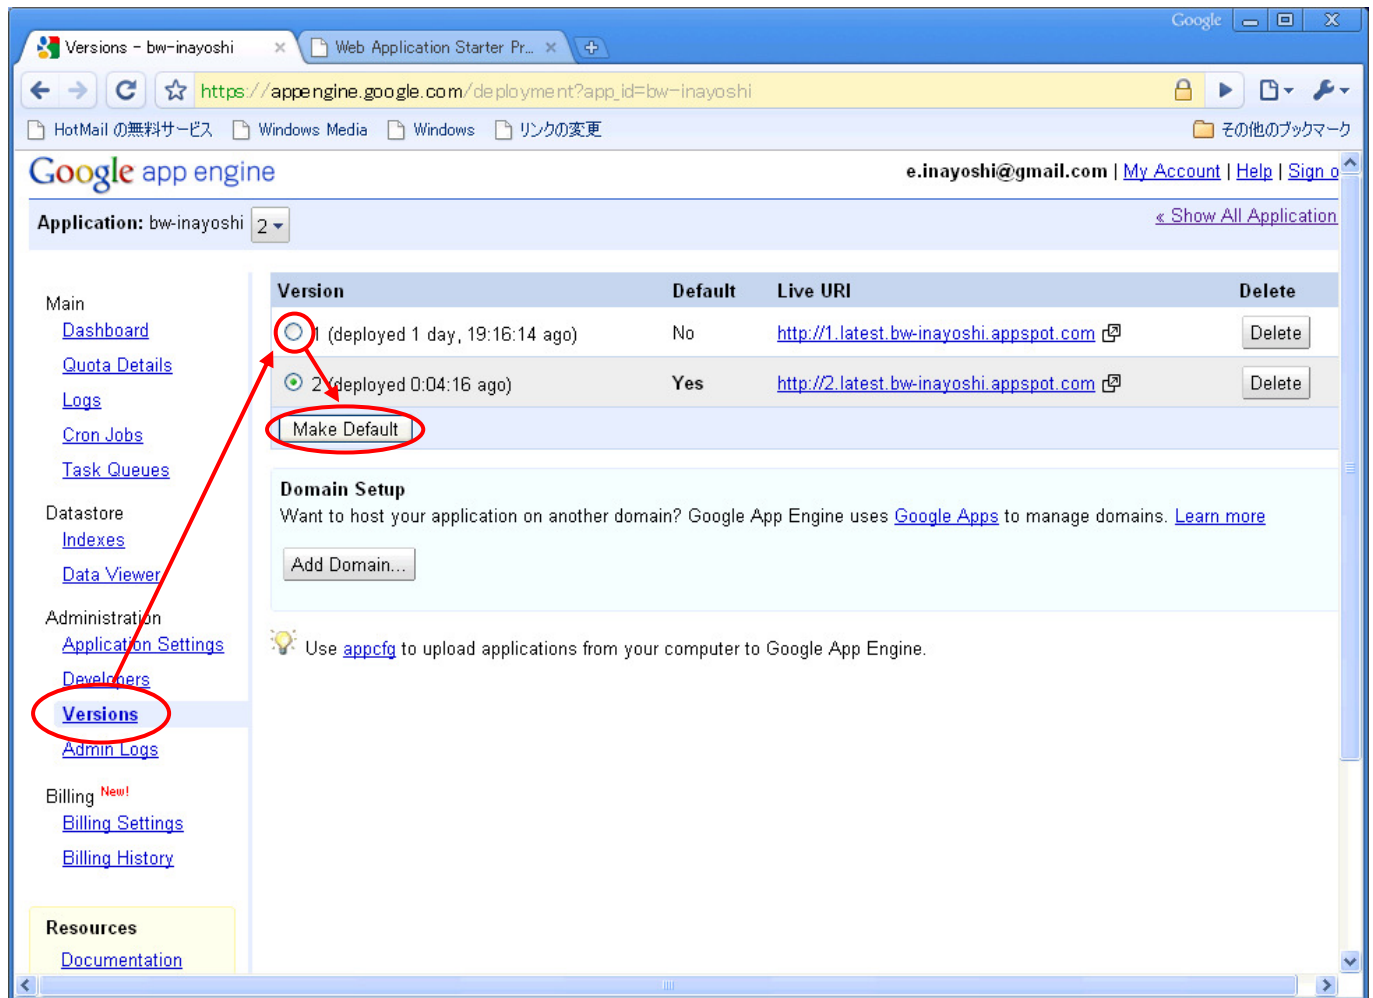 Google
Versions - bw-inayoshi
Web Application Starter Pr...
https://appengine.google.com/deployment?app_id=bw-inayoshi
HotMail の無料サービス Windows Media Windows リンクの変更 その他のブックマーク
Google app engine
e.inayoshi@gmail.com | My Account | Help | Sign o
Application: bw-inayoshi 2
« Show All Application
Main
Dashboard
Quota Details
Logs
Cron Jobs
Task Queues
Datastore
Indexes
Data Viewer
Administration
Application Settings
Developers
Versions
Admin Logs
Billing New!
Billing Settings
Billing History
Resources
Documentation
Version Default Live URI Delete
1 (deployed 1 day, 19:16:14 ago) No http://1.latest.bw-inayoshi.appspot.com Delete
2 (deployed 0:04:16 ago) Yes http://2.latest.bw-inayoshi.appspot.com Delete
Make Default
Domain Setup
Want to host your application on another domain? Google App Engine uses Google Apps to manage domains. Learn more
Add Domain...
Use appcfg to upload applications from your computer to Google App Engine.